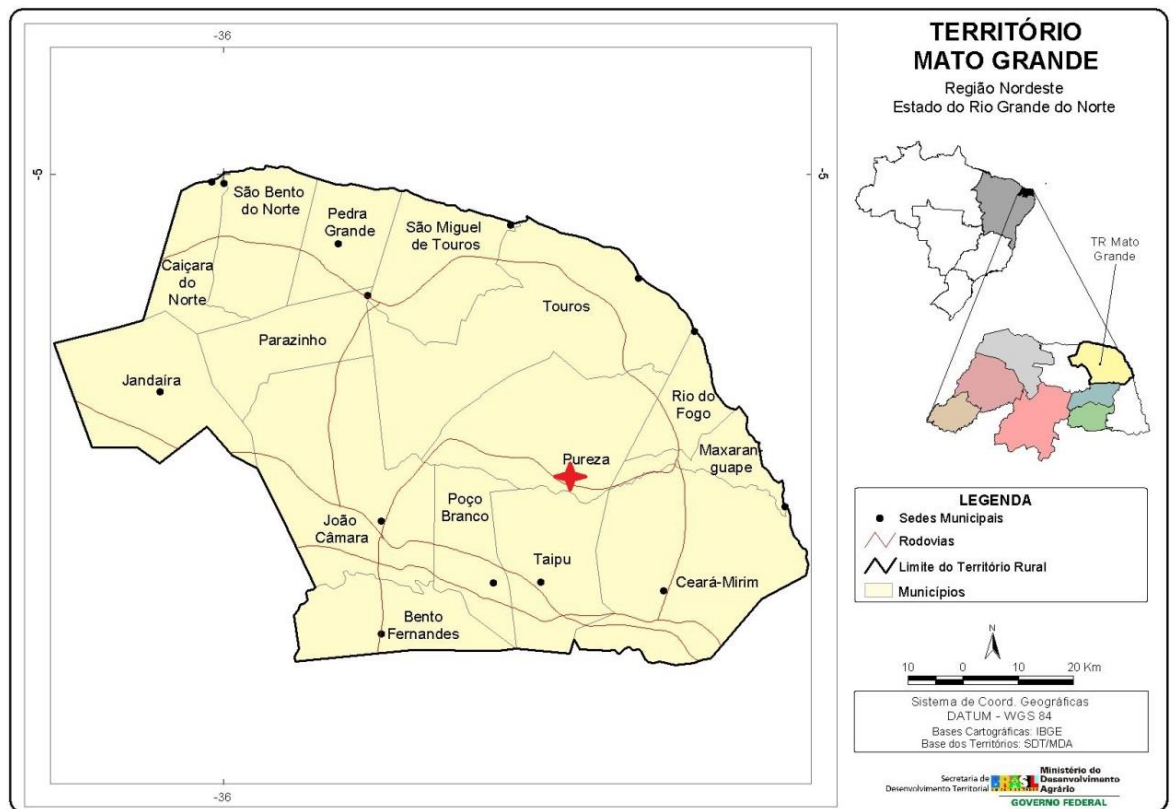 -36
-5
-5
São Bento
do Norte
Pedra
Grande
São Miguel
de Touros
Caiçara
do
Norte
Touros
Parazinho
Jandaíra
Rio do
Fogo
Maxaran-
guape
Pureza
Poço
Branco
João
Câmara
Taipu
Ceará-Mirim
Bento
Fernandes
-36
TERRITÓRIO
MATO GRANDE
Região Nordeste
Estado do Rio Grande do Norte
TR Mato
Grande
LEGENDA
Sedes Municipais
Rodovias
Limite do Território Rural
Municípios
N
10 0 10 20 Km
Sistema de Coord. Geográficas
DATUM - WGS 84
Bases Cartográficas: IBGE
Base dos Territórios: SDT/MDA
Secretaria de
Desenvolvimento Territorial
BRASIL
Ministério do
Desenvolvimento
Agrário
GOVERNO FEDERAL